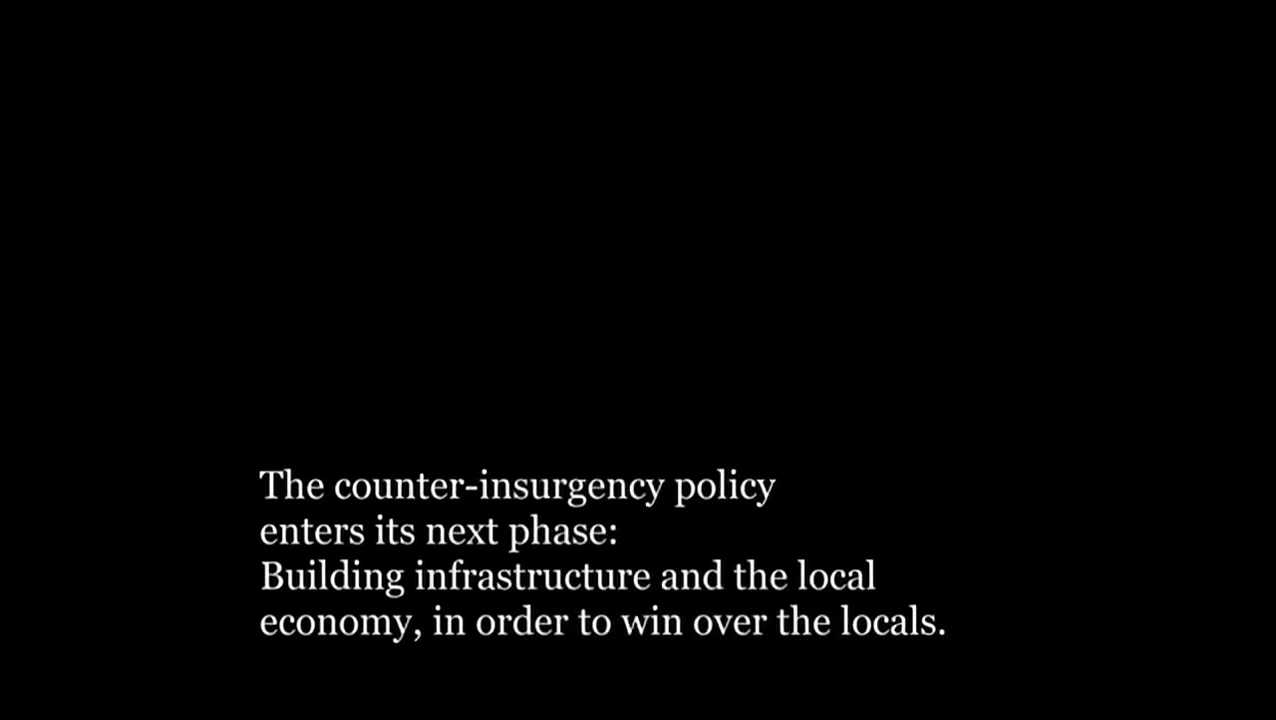 The counter-insurgency policy
enters its next phase:
Building infrastructure and the local
economy, in order to win over the locals.